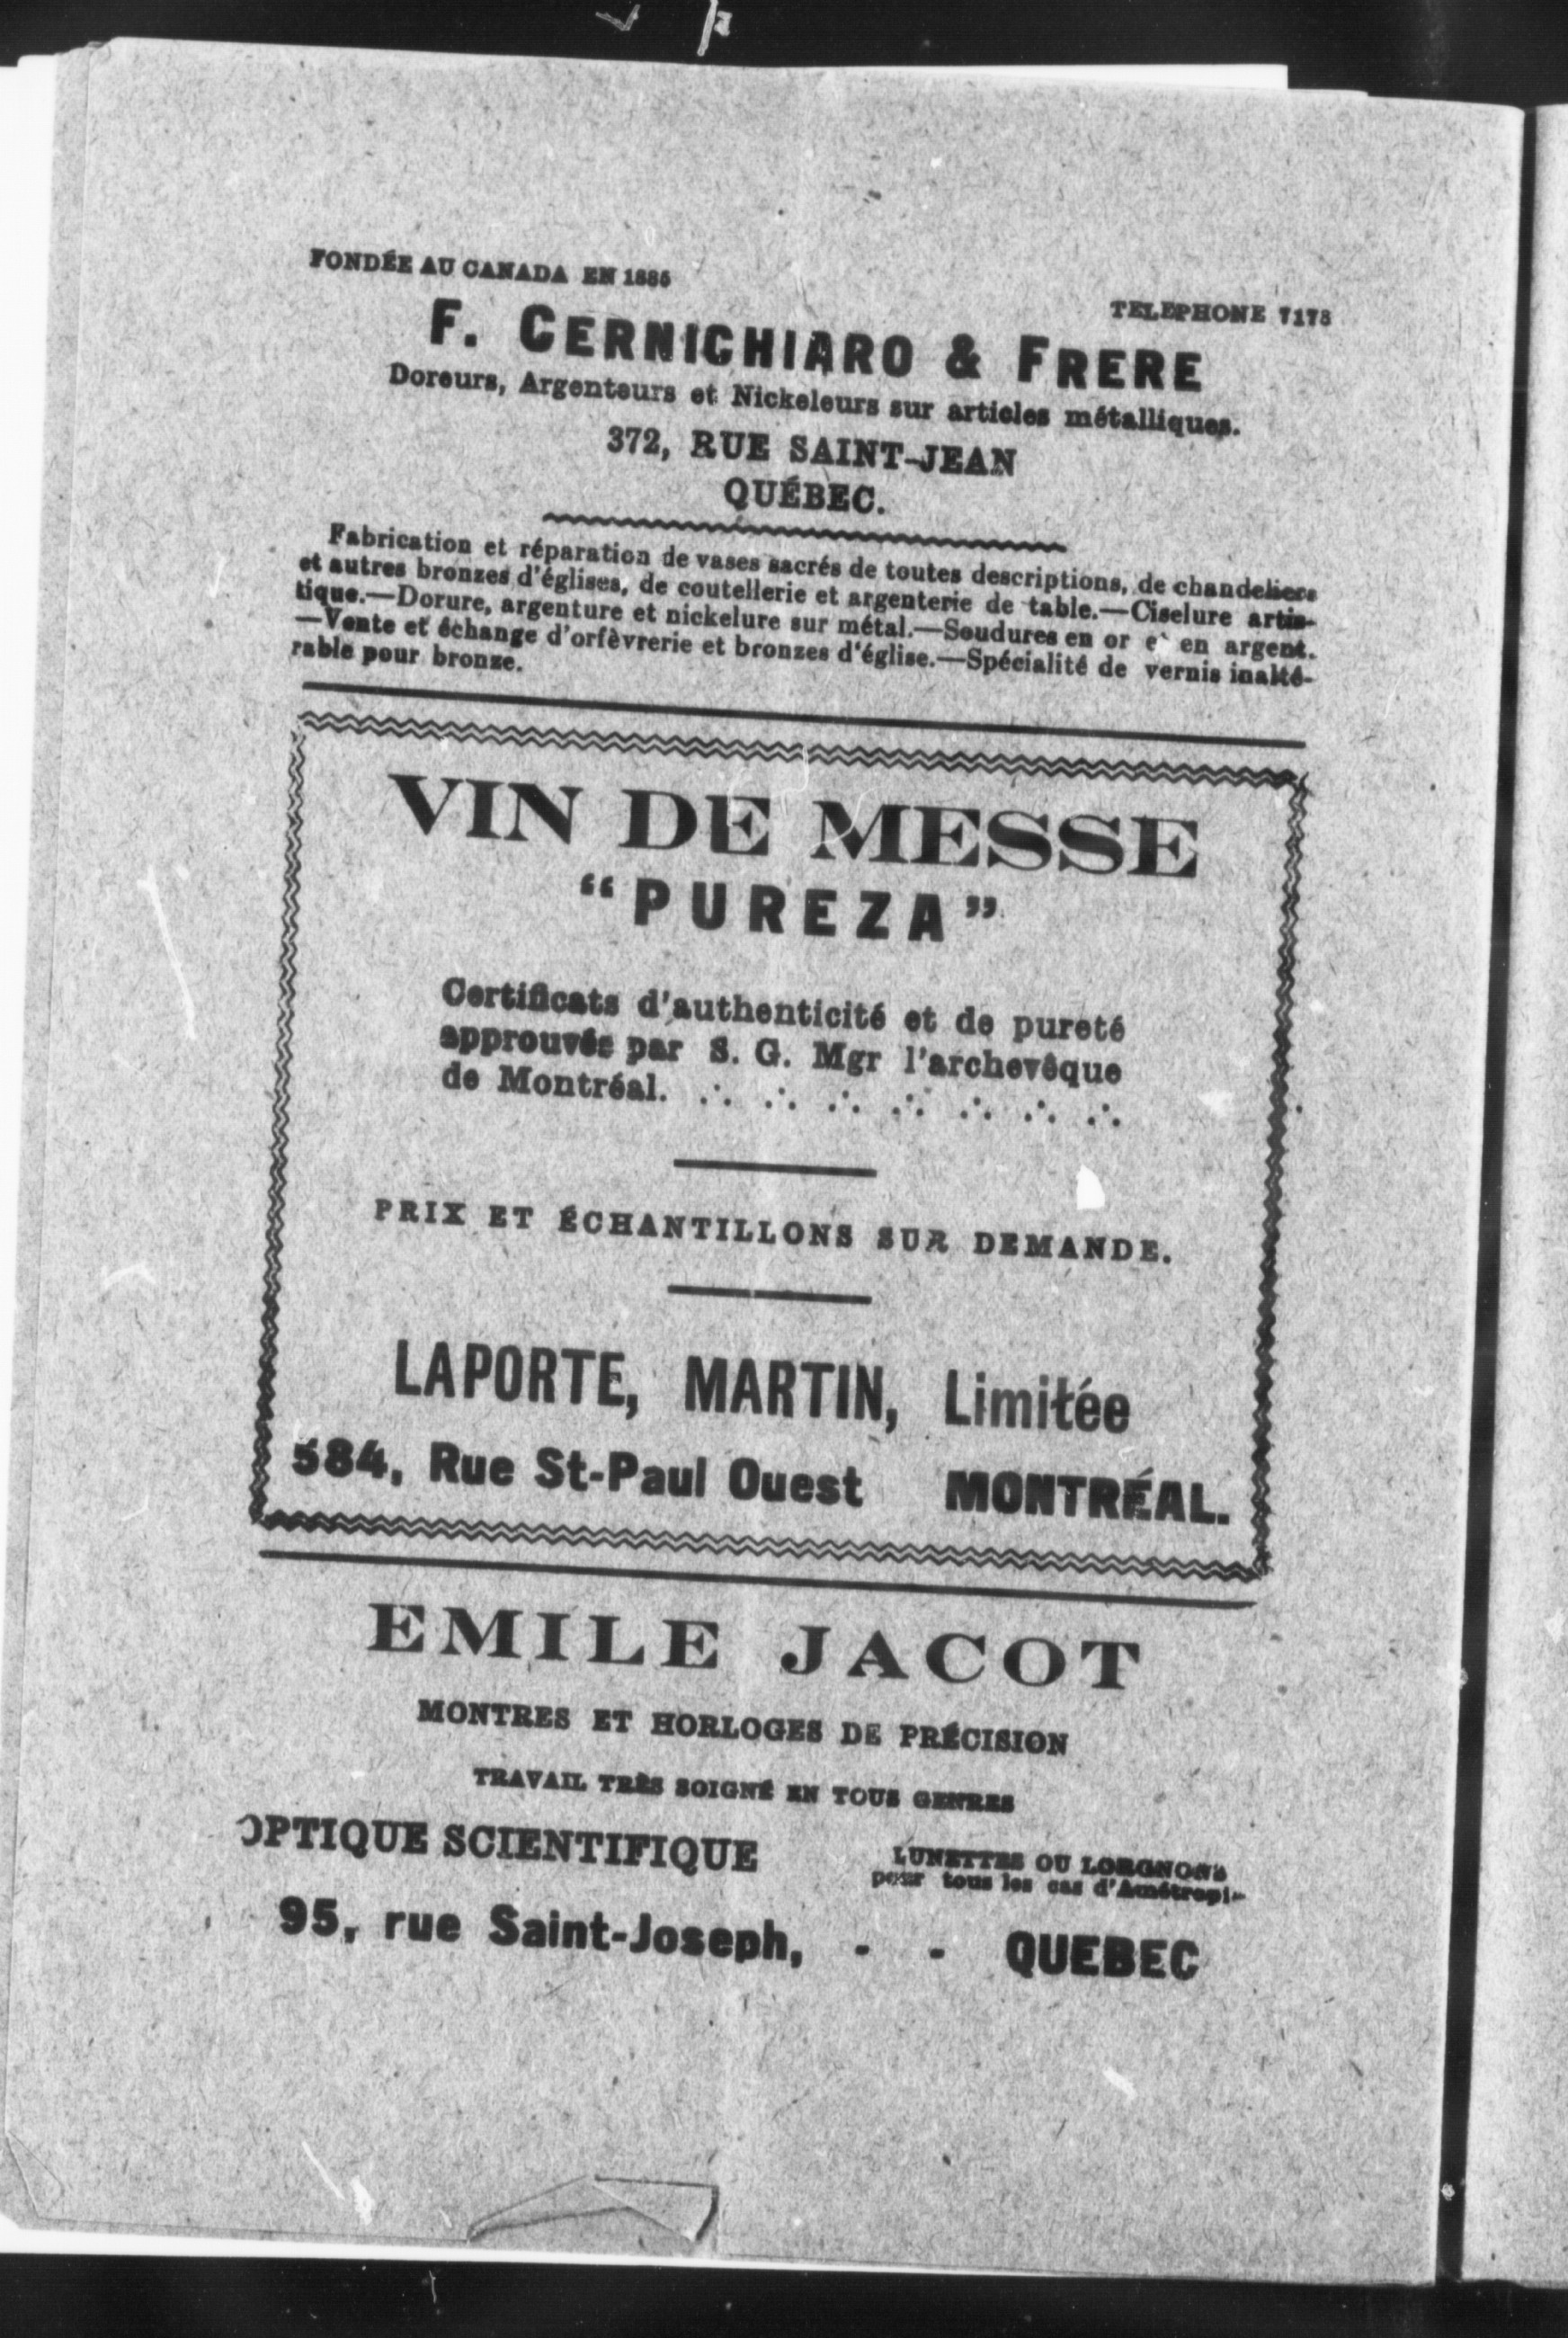 FONDÉE AU CANADA EN 1885
TELEPHONE 7178
F. CERNICHIARO & FRERE
Doreurs, Argenteurs et Nickeleurs sur articles métalliques.
372, RUE SAINT-JEAN
QUÉBEC.
Fabrication et réparation de vases sacrés de toutes descriptions, de chandeliers
et autres bronzes d'églises, de coutellerie et argenterie de table.—Ciselure artis-
tique.—Dorure, argenture et nickelure sur métal.—Soudures en or et en argent.
—Vente et échange d'orfèvrerie et bronzes d'église.—Spécialité de vernis inalté-
rable pour bronze.
VIN DE MESSE
“PUREZA”
Certificats d'authenticité et de pureté
approuvés par S. G. Mgr l'archevêque
de Montréal. ∴ ∴ ∴ ∴ ∴ ∴ ∴
PRIX ET ÉCHANTILLONS SUR DEMANDE.
LAPORTE, MARTIN, Limitée
584, Rue St-Paul Ouest MONTRÉAL.
EMILE JACOT
MONTRES ET HORLOGES DE PRÉCISION
TRAVAIL TRÈS SOIGNÉ EN TOUS GENRES
OPTIQUE SCIENTIFIQUE
LUNETTES OU LORGNONS
pour tous les cas d'Amétropie
95, rue Saint-Joseph, - - QUEBEC